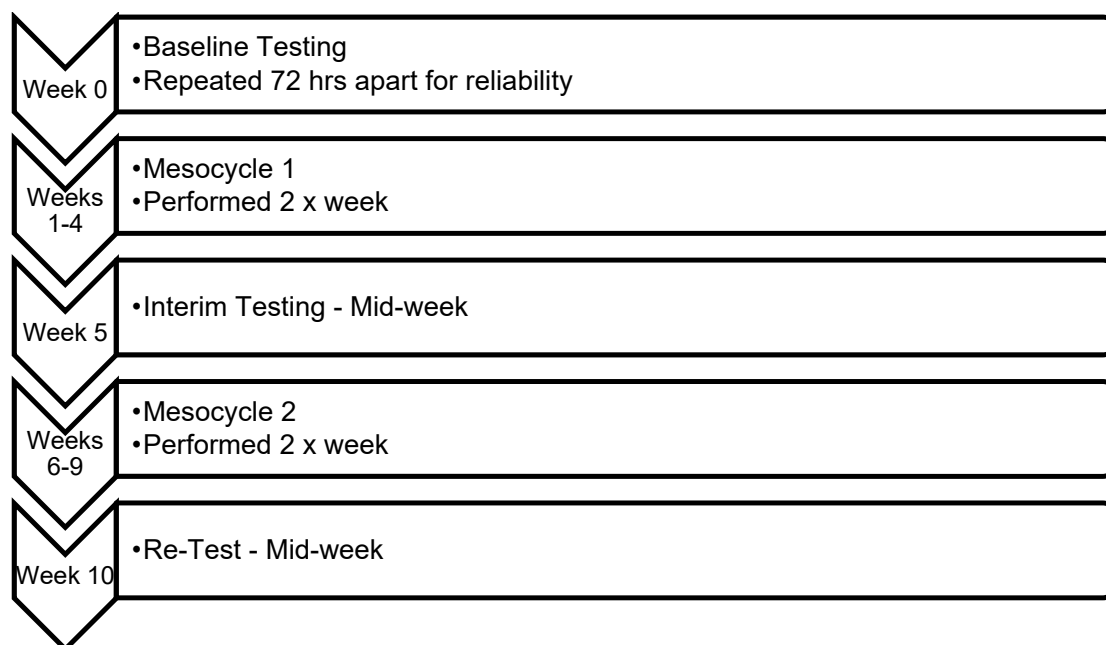 Week 0
•Baseline Testing
•Repeated 72 hrs apart for reliability
Weeks
1-4
•Mesocycle 1
•Performed 2 x week
Week 5
•Interim Testing - Mid-week
Weeks
6-9
•Mesocycle 2
•Performed 2 x week
Week 10
•Re-Test - Mid-week